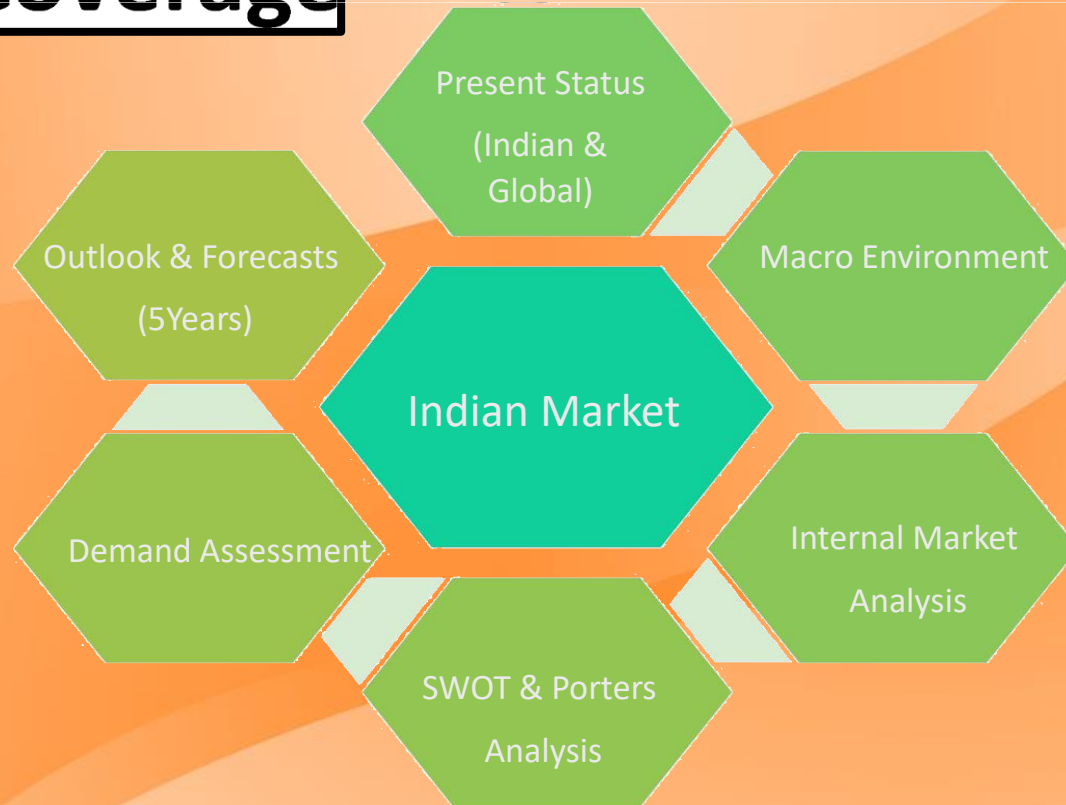 Coverage
Present Status
(Indian &
Global)
Macro Environment
Internal Market
Analysis
SWOT & Porters
Analysis
Demand Assessment
Outlook & Forecasts
(5Years)
Indian Market